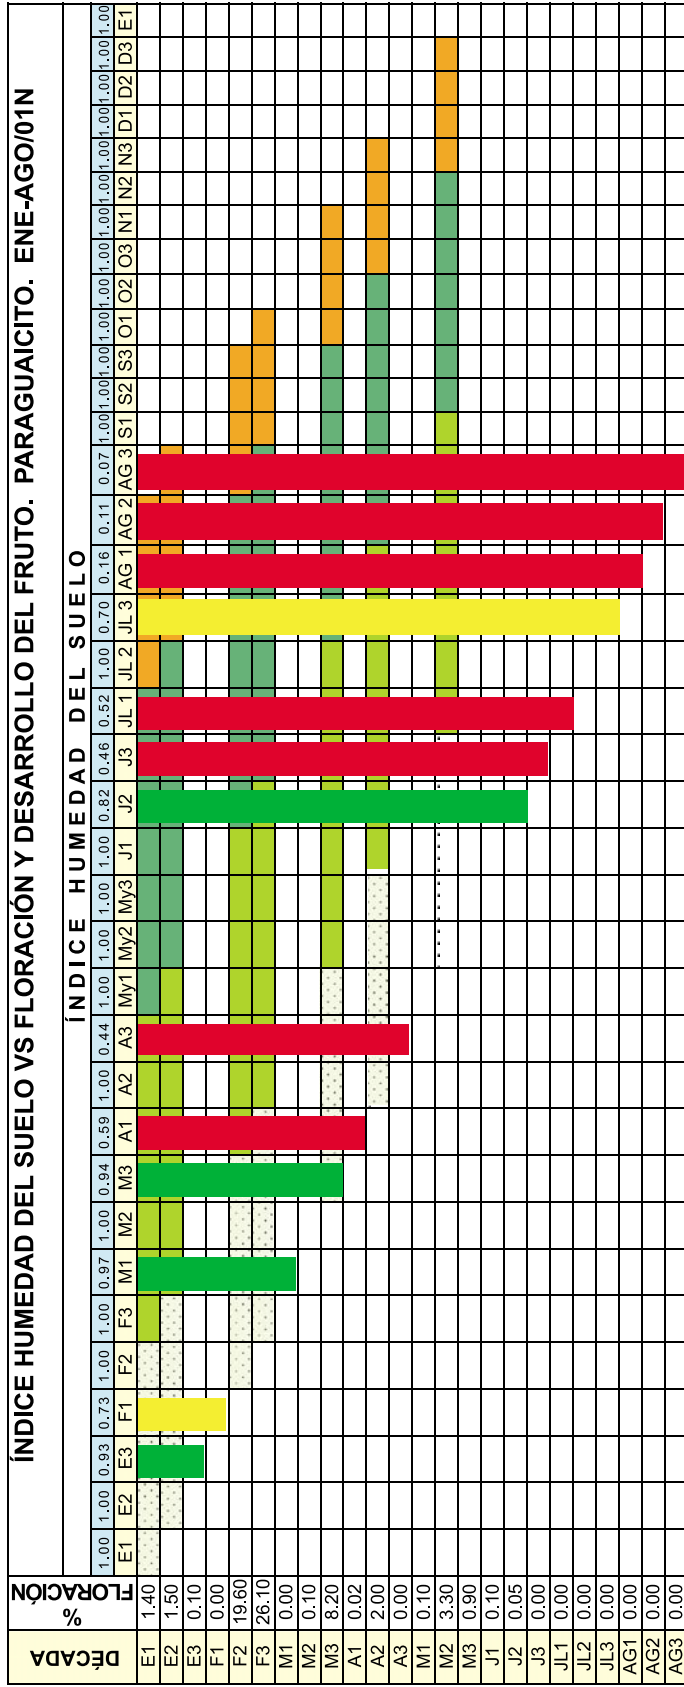 ÍNDICE HUMEDAD DEL SUELO VS FLORACIÓN Y DESARROLLO DEL FRUTO. PARAGUAICITO. ENE-AGO/01N
ÍNDICE HUMEDAD DEL SUELO
DÉCADA
%
FLORACIÓN
1.00 1.00 0.93 0.73 1.00 1.00 0.97 1.00 0.94 0.59 1.00 0.44 1.00 1.00 1.00 1.00 0.82 0.46 0.52 1.00 0.70 0.16 0.11 0.07 1.00 1.00 1.00 1.00 1.00 1.00 1.00 1.00 1.00 1.00 1.00 1.00 1.00
E1 E2 E3 F1 F2 F3 M1 M2 M3 A1 A2 A3 My1 My2 My3 J1 J2 J3 JL 1 JL 2 JL 3 AG 1 AG 2 AG 3 S1 S2 S3 O1 O2 O3 N1 N2 N3 D1 D2 D3 E1
E1 1.40
E2 1.50
E3 0.10
F1 0.00
F2 19.60
F3 26.10
M1 0.00
M2 0.10
M3 8.20
A1 0.02
A2 2.00
A3 0.00
M1 0.10
M2 3.30
M3 0.90
J1 0.10
J2 0.05
J3 0.00
JL1 0.00
JL2 0.00
JL3 0.00
AG1 0.00
AG2 0.00
AG3 0.00